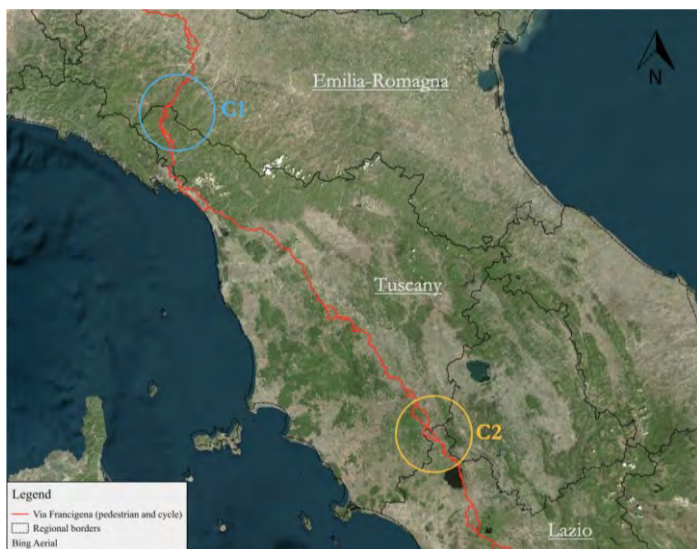 N
Emilia-Romagna
C1
Tuscany
C2
Legend
Via Francigena (pedestrian and cycle)
Regional borders
Bing Aerial
Lazio